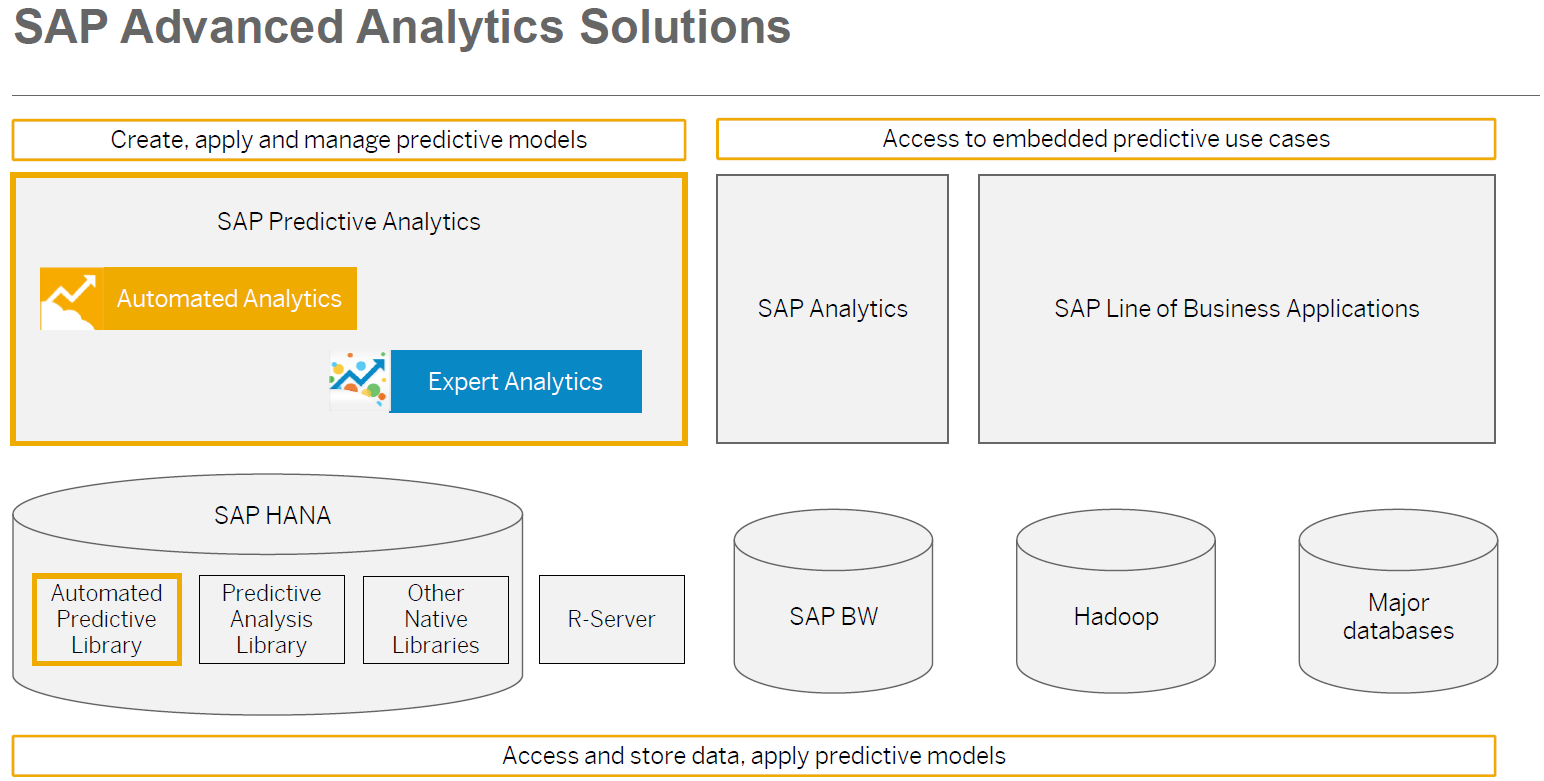 SAP Advanced Analytics Solutions
Create, apply and manage predictive models
Access to embedded predictive use cases
SAP Predictive Analytics
Automated Analytics
Expert Analytics
SAP Analytics
SAP Line of Business Applications
SAP HANA
Automated
Predictive
Library
Predictive
Analysis
Library
Other
Native
Libraries
R-Server
SAP BW
Hadoop
Major
databases
Access and store data, apply predictive models